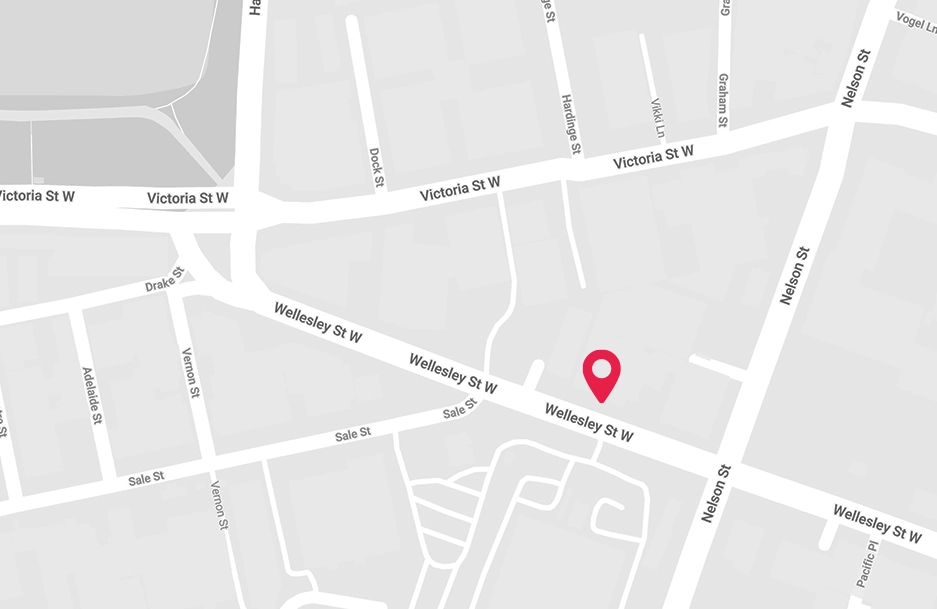 Vogel Ln
Nelson St
Hardinge St
Vikki Ln
Graham St
Dock St
Victoria St W
Victoria St W
Victoria St W
Victoria St W
Drake St
Nelson St
Wellesley St W
Wellesley St W
Wellesley St W
Vernon St
Adelaide St
Sale St
Sale St
Sale St
Vernon St
Nelson St
Wellesley St W
Pacific Pl